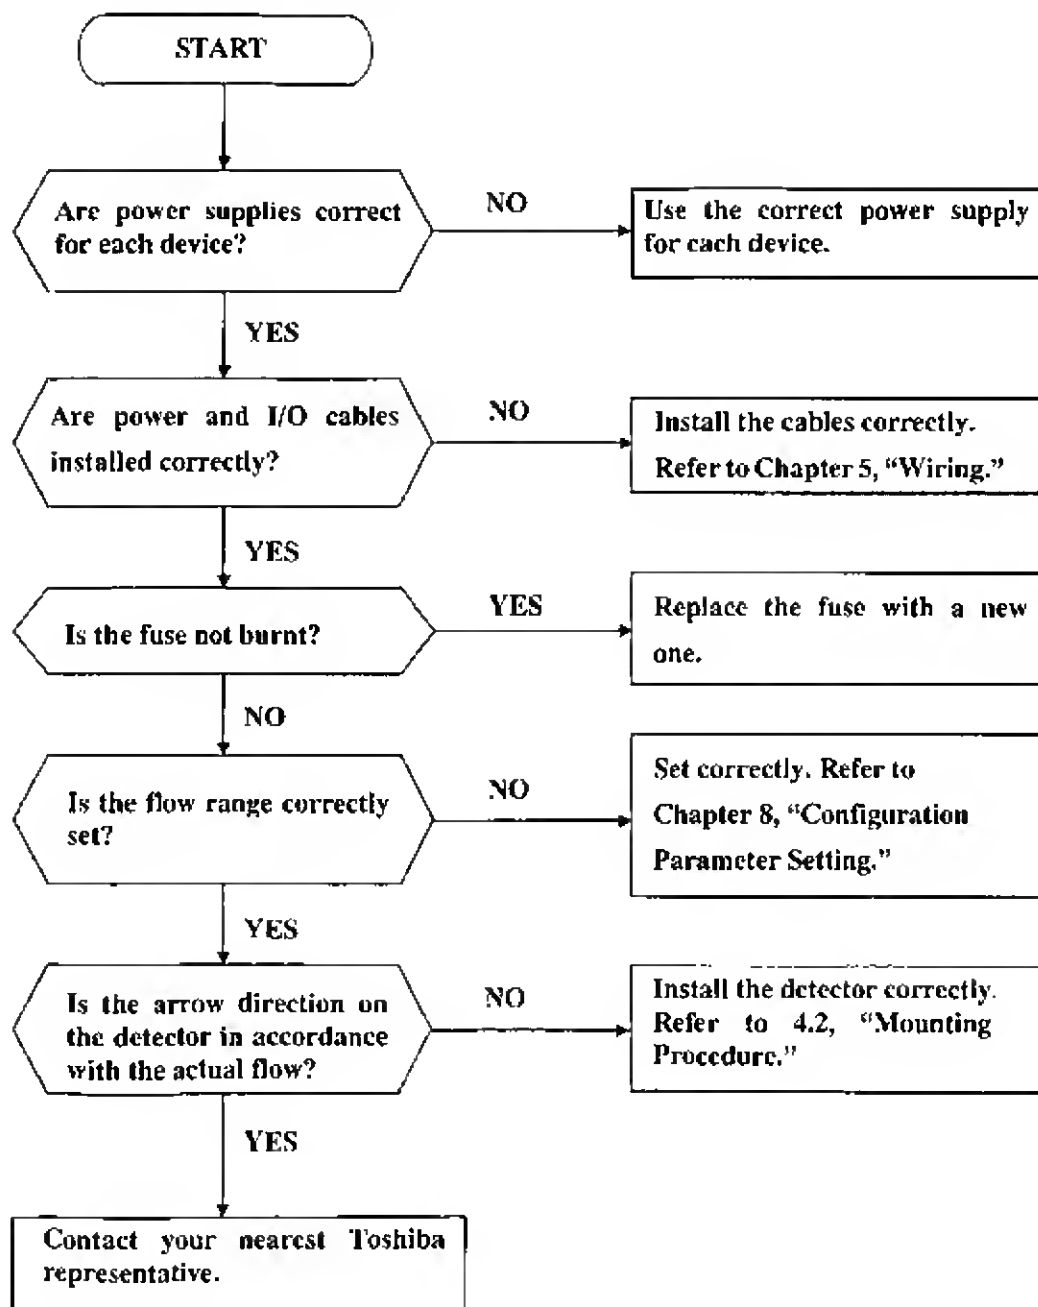 START
Are power supplies correct
for each device?
NO
Use the correct power supply
for each device.
YES
Are power and I/O cables
installed correctly?
NO
Install the cables correctly.
Refer to Chapter 5, “Wiring.”
YES
Is the fuse not burnt?
YES
Replace the fuse with a new
one.
NO
Is the flow range correctly
set?
NO
Set correctly. Refer to
Chapter 8, “Configuration
Parameter Setting.”
YES
Is the arrow direction on
the detector in accordance
with the actual flow?
NO
Install the detector correctly.
Refer to 4.2, “Mounting
Procedure.”
YES
Contact your nearest Toshiba
representative.